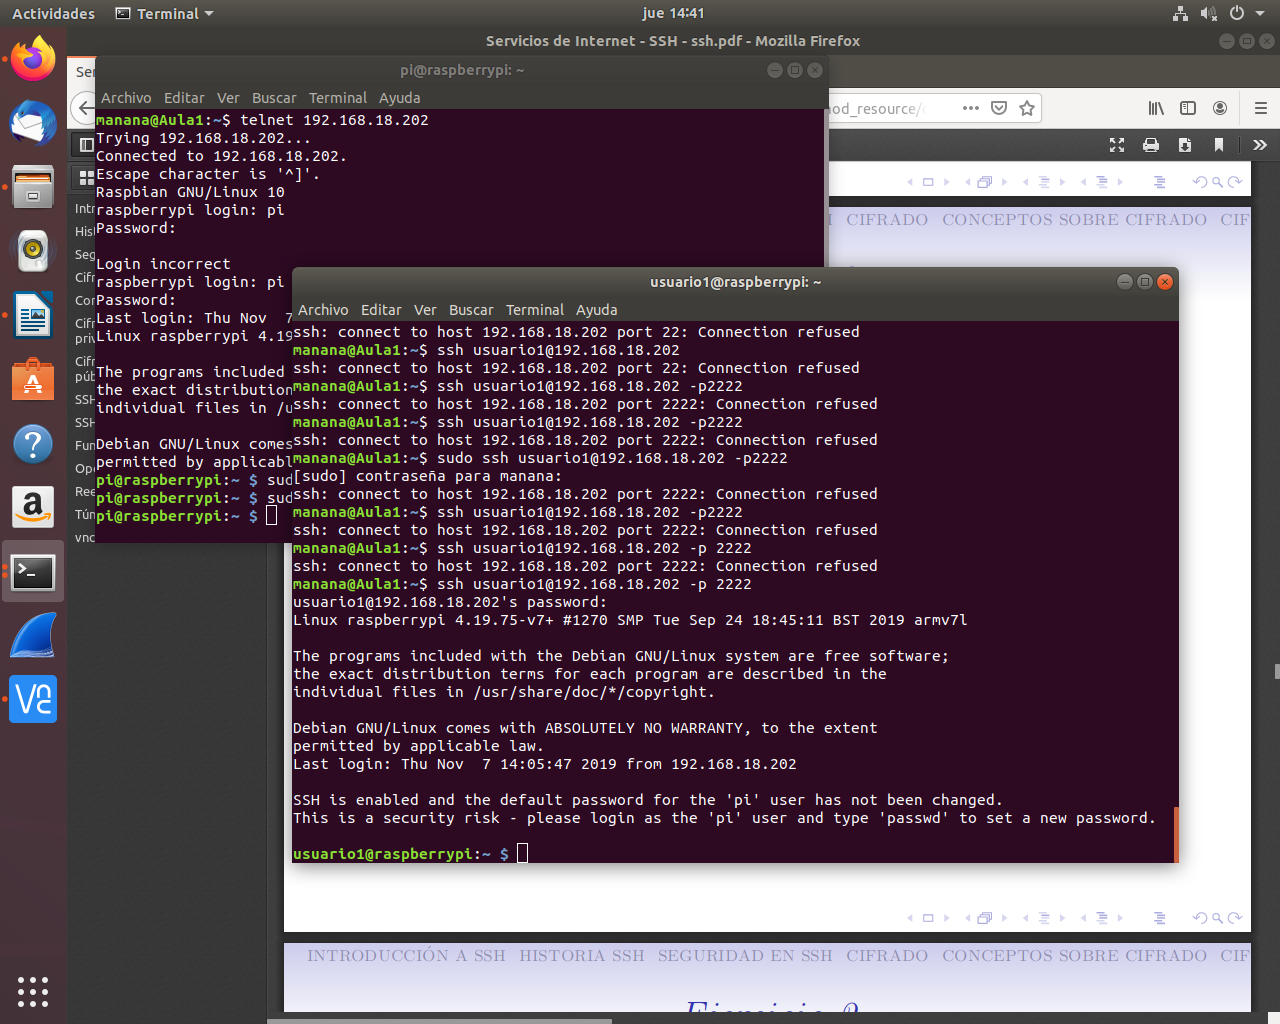 Actividades
Terminal
jue 14:41
Servicios de Internet - SSH - ssh.pdf - Mozilla Firefox
pi@raspberrypi: ~
Archivo Editar Ver Buscar Terminal Ayuda
manana@Aula1:~$ telnet 192.168.18.202
Trying 192.168.18.202...
Connected to 192.168.18.202.
Escape character is '^]'.
Raspbian GNU/Linux 10
raspberrypi login: pi
Password:
Login incorrect
raspberrypi login: pi
Password:
Last login: Thu Nov  7
Linux raspberrypi 4.19
The programs included
the exact distribution
individual files in /u
Debian GNU/Linux comes
permitted by applicabl
pi@raspberrypi:~ $ sud
pi@raspberrypi:~ $ sud
pi@raspberrypi:~ $
usuario1@raspberrypi: ~
Archivo Editar Ver Buscar Terminal Ayuda
ssh: connect to host 192.168.18.202 port 22: Connection refused
manana@Aula1:~$ ssh usuario1@192.168.18.202
ssh: connect to host 192.168.18.202 port 22: Connection refused
manana@Aula1:~$ ssh usuario1@192.168.18.202 -p2222
ssh: connect to host 192.168.18.202 port 2222: Connection refused
manana@Aula1:~$ ssh usuario1@192.168.18.202 -p2222
ssh: connect to host 192.168.18.202 port 2222: Connection refused
manana@Aula1:~$ sudo ssh usuario1@192.168.18.202 -p2222
[sudo] contraseña para manana:
ssh: connect to host 192.168.18.202 port 2222: Connection refused
manana@Aula1:~$ ssh usuario1@192.168.18.202 -p2222
ssh: connect to host 192.168.18.202 port 2222: Connection refused
manana@Aula1:~$ ssh usuario1@192.168.18.202 -p 2222
ssh: connect to host 192.168.18.202 port 2222: Connection refused
manana@Aula1:~$ ssh usuario1@192.168.18.202 -p 2222
usuario1@192.168.18.202's password:
Linux raspberrypi 4.19.75-v7+ #1270 SMP Tue Sep 24 18:45:11 BST 2019 armv7l
The programs included with the Debian GNU/Linux system are free software;
the exact distribution terms for each program are described in the
individual files in /usr/share/doc/*/copyright.
Debian GNU/Linux comes with ABSOLUTELY NO WARRANTY, to the extent
permitted by applicable law.
Last login: Thu Nov  7 14:05:47 2019 from 192.168.18.202
SSH is enabled and the default password for the 'pi' user has not been changed.
This is a security risk - please login as the 'pi' user and type 'passwd' to set a new password.
usuario1@raspberrypi:~ $
Ser
od_resource/
Intr
Hist
Seg
Cifr
Con
Cifr
priv
Cifr
púb
SSH
SSH
Fun
Ope
Ree
Tún
vnc
CIFRADO CONCEPTOS SOBRE CIFRADO CIF
INTRODUCCIÓN A SSH HISTORIA SSH SEGURIDAD EN SSH CIFRADO CONCEPTOS SOBRE CIFRADO CIF